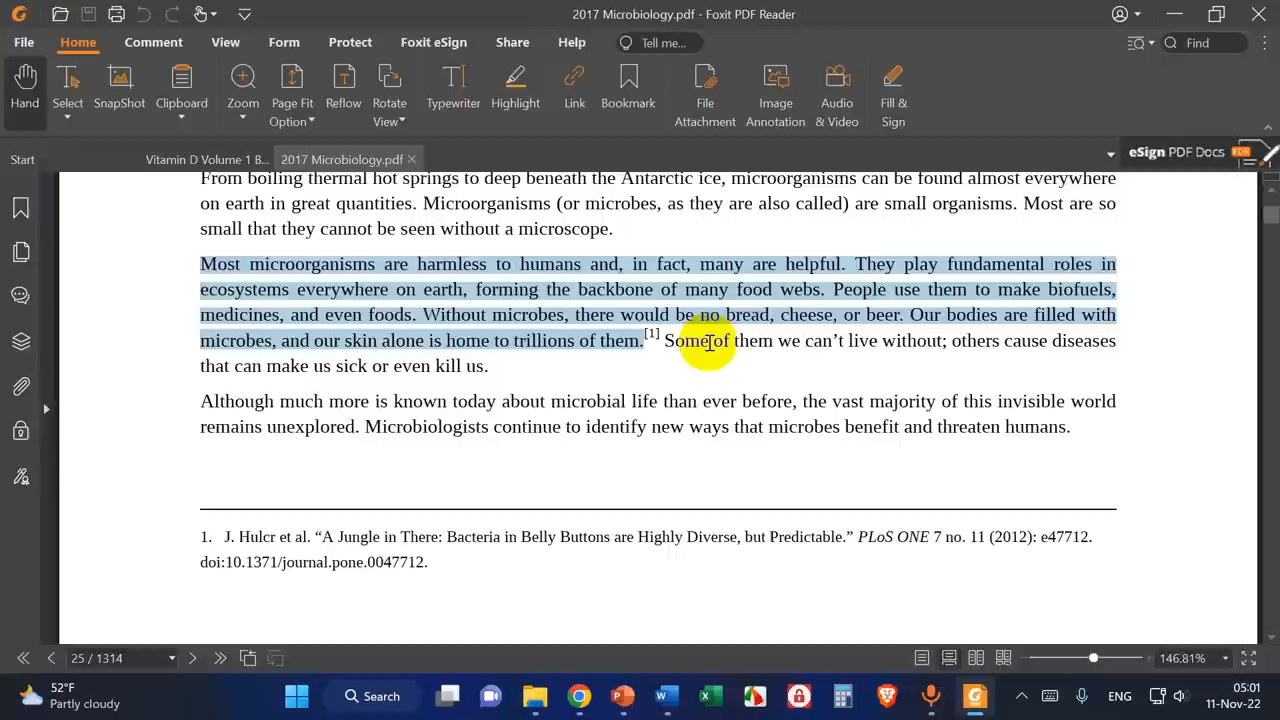 2017 Microbiology.pdf - Foxit PDF Reader
File Home Comment View Form Protect Foxit eSign Share Help Tell me... Find
Hand Select SnapShot Clipboard Zoom Page Fit Option Reflow Rotate View Typewriter Highlight Link Bookmark File Attachment Image Annotation Audio & Video Fill & Sign
Start Vitamin D Volume 1 B... 2017 Microbiology.pdf eSign PDF Docs PDF
From boiling thermal hot springs to deep beneath the Antarctic ice, microorganisms can be found almost everywhere
on earth in great quantities. Microorganisms (or microbes, as they are also called) are small organisms. Most are so
small that they cannot be seen without a microscope.
Most microorganisms are harmless to humans and, in fact, many are helpful. They play fundamental roles in
ecosystems everywhere on earth, forming the backbone of many food webs. People use them to make biofuels,
medicines, and even foods. Without microbes, there would be no bread, cheese, or beer. Our bodies are filled with
microbes, and our skin alone is home to trillions of them.[1] Some of them we can’t live without; others cause diseases
that can make us sick or even kill us.
Although much more is known today about microbial life than ever before, the vast majority of this invisible world
remains unexplored. Microbiologists continue to identify new ways that microbes benefit and threaten humans.
1. J. Hulcr et al. “A Jungle in There: Bacteria in Belly Buttons are Highly Diverse, but Predictable.” PLoS ONE 7 no. 11 (2012): e47712.
doi:10.1371/journal.pone.0047712.
25 / 1314 146.81%
52°F
Partly cloudy
Search
ENG
05:01
11-Nov-22